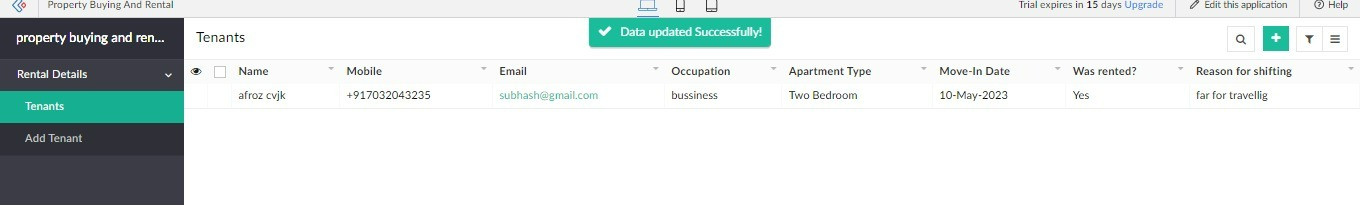 Property Buying And Rental
Trial expires in 15 days Upgrade
Edit this application
Help
property buying and ren...
Tenants
Data updated Successfully!
Rental Details
Name Mobile Email Occupation Apartment Type Move-In Date Was rented? Reason for shifting
Tenants
afroz cvjk +917032043235 subhash@gmail.com bussiness Two Bedroom 10-May-2023 Yes far for travellig
Add Tenant